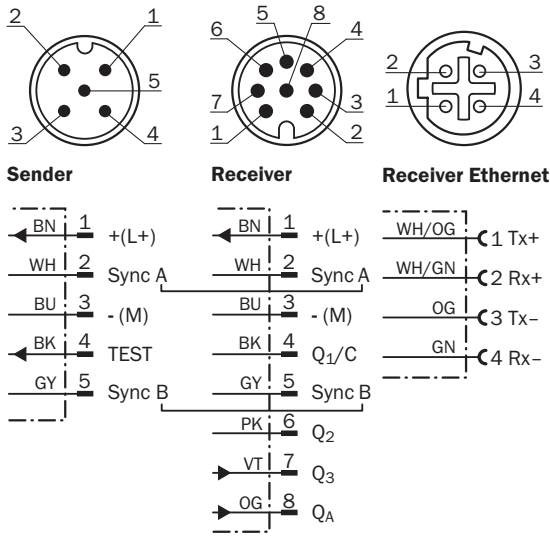 2 1
5
3 4
5 8
6 4
7 3
1 2
2 3
1 4
Sender
BN 1 +(L+)
WH 2 Sync A
BU 3 - (M)
BK 4 TEST
GY 5 Sync B
Receiver
BN 1 +(L+)
WH 2 Sync A
BU 3 - (M)
BK 4 Q1/C
GY 5 Sync B
PK 6 Q2
VT 7 Q3
OG 8 QA
Receiver Ethernet
WH/OG 1 Tx+
WH/GN 2 Rx+
OG 3 Tx–
GN 4 Rx–